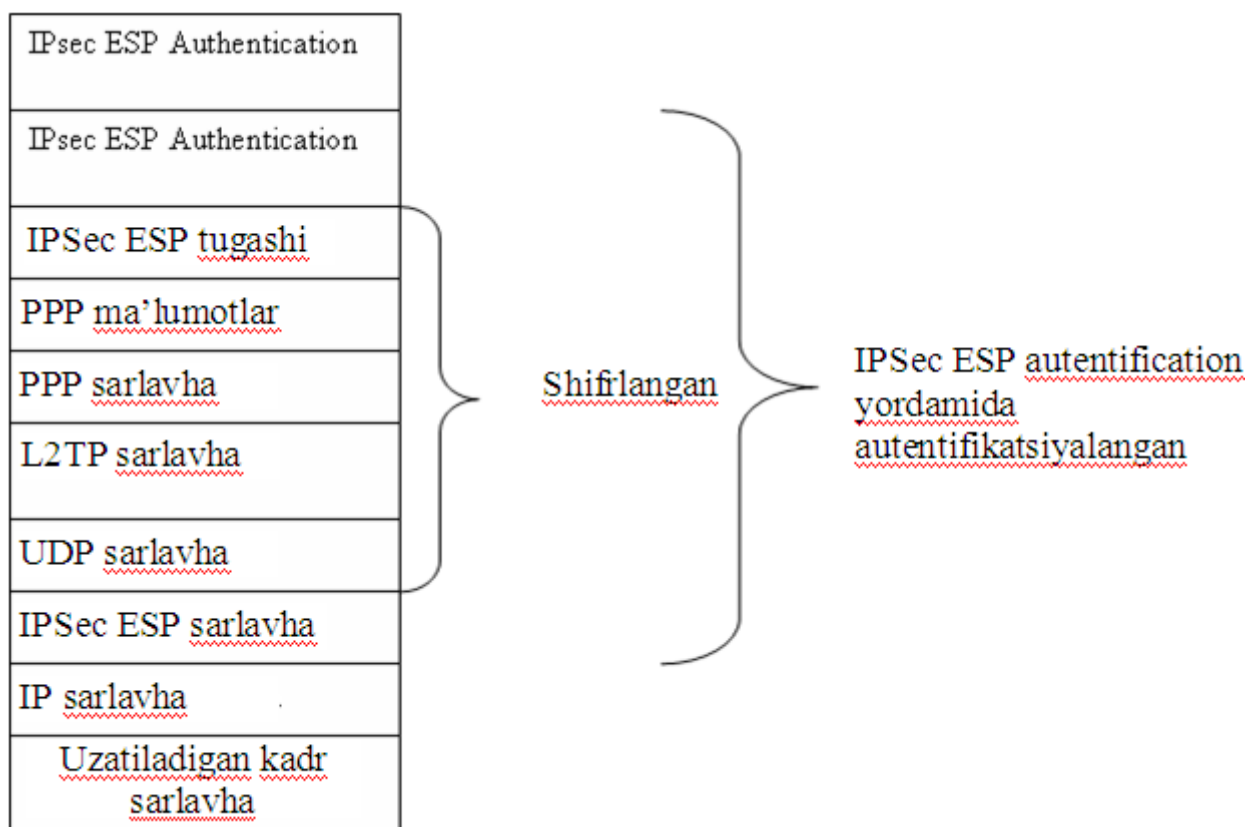 IPsec ESP Authentication
IPsec ESP Authentication
IPSec ESP tugashi
PPP ma’lumotlar
PPP sarlavha
L2TP sarlavha
UDP sarlavha
IPSec ESP sarlavha
IP sarlavha
Uzatiladigan kadr
sarlavha
Shifrlangan
IPSec ESP autentification
yordamida
autentifikatsiyalangan